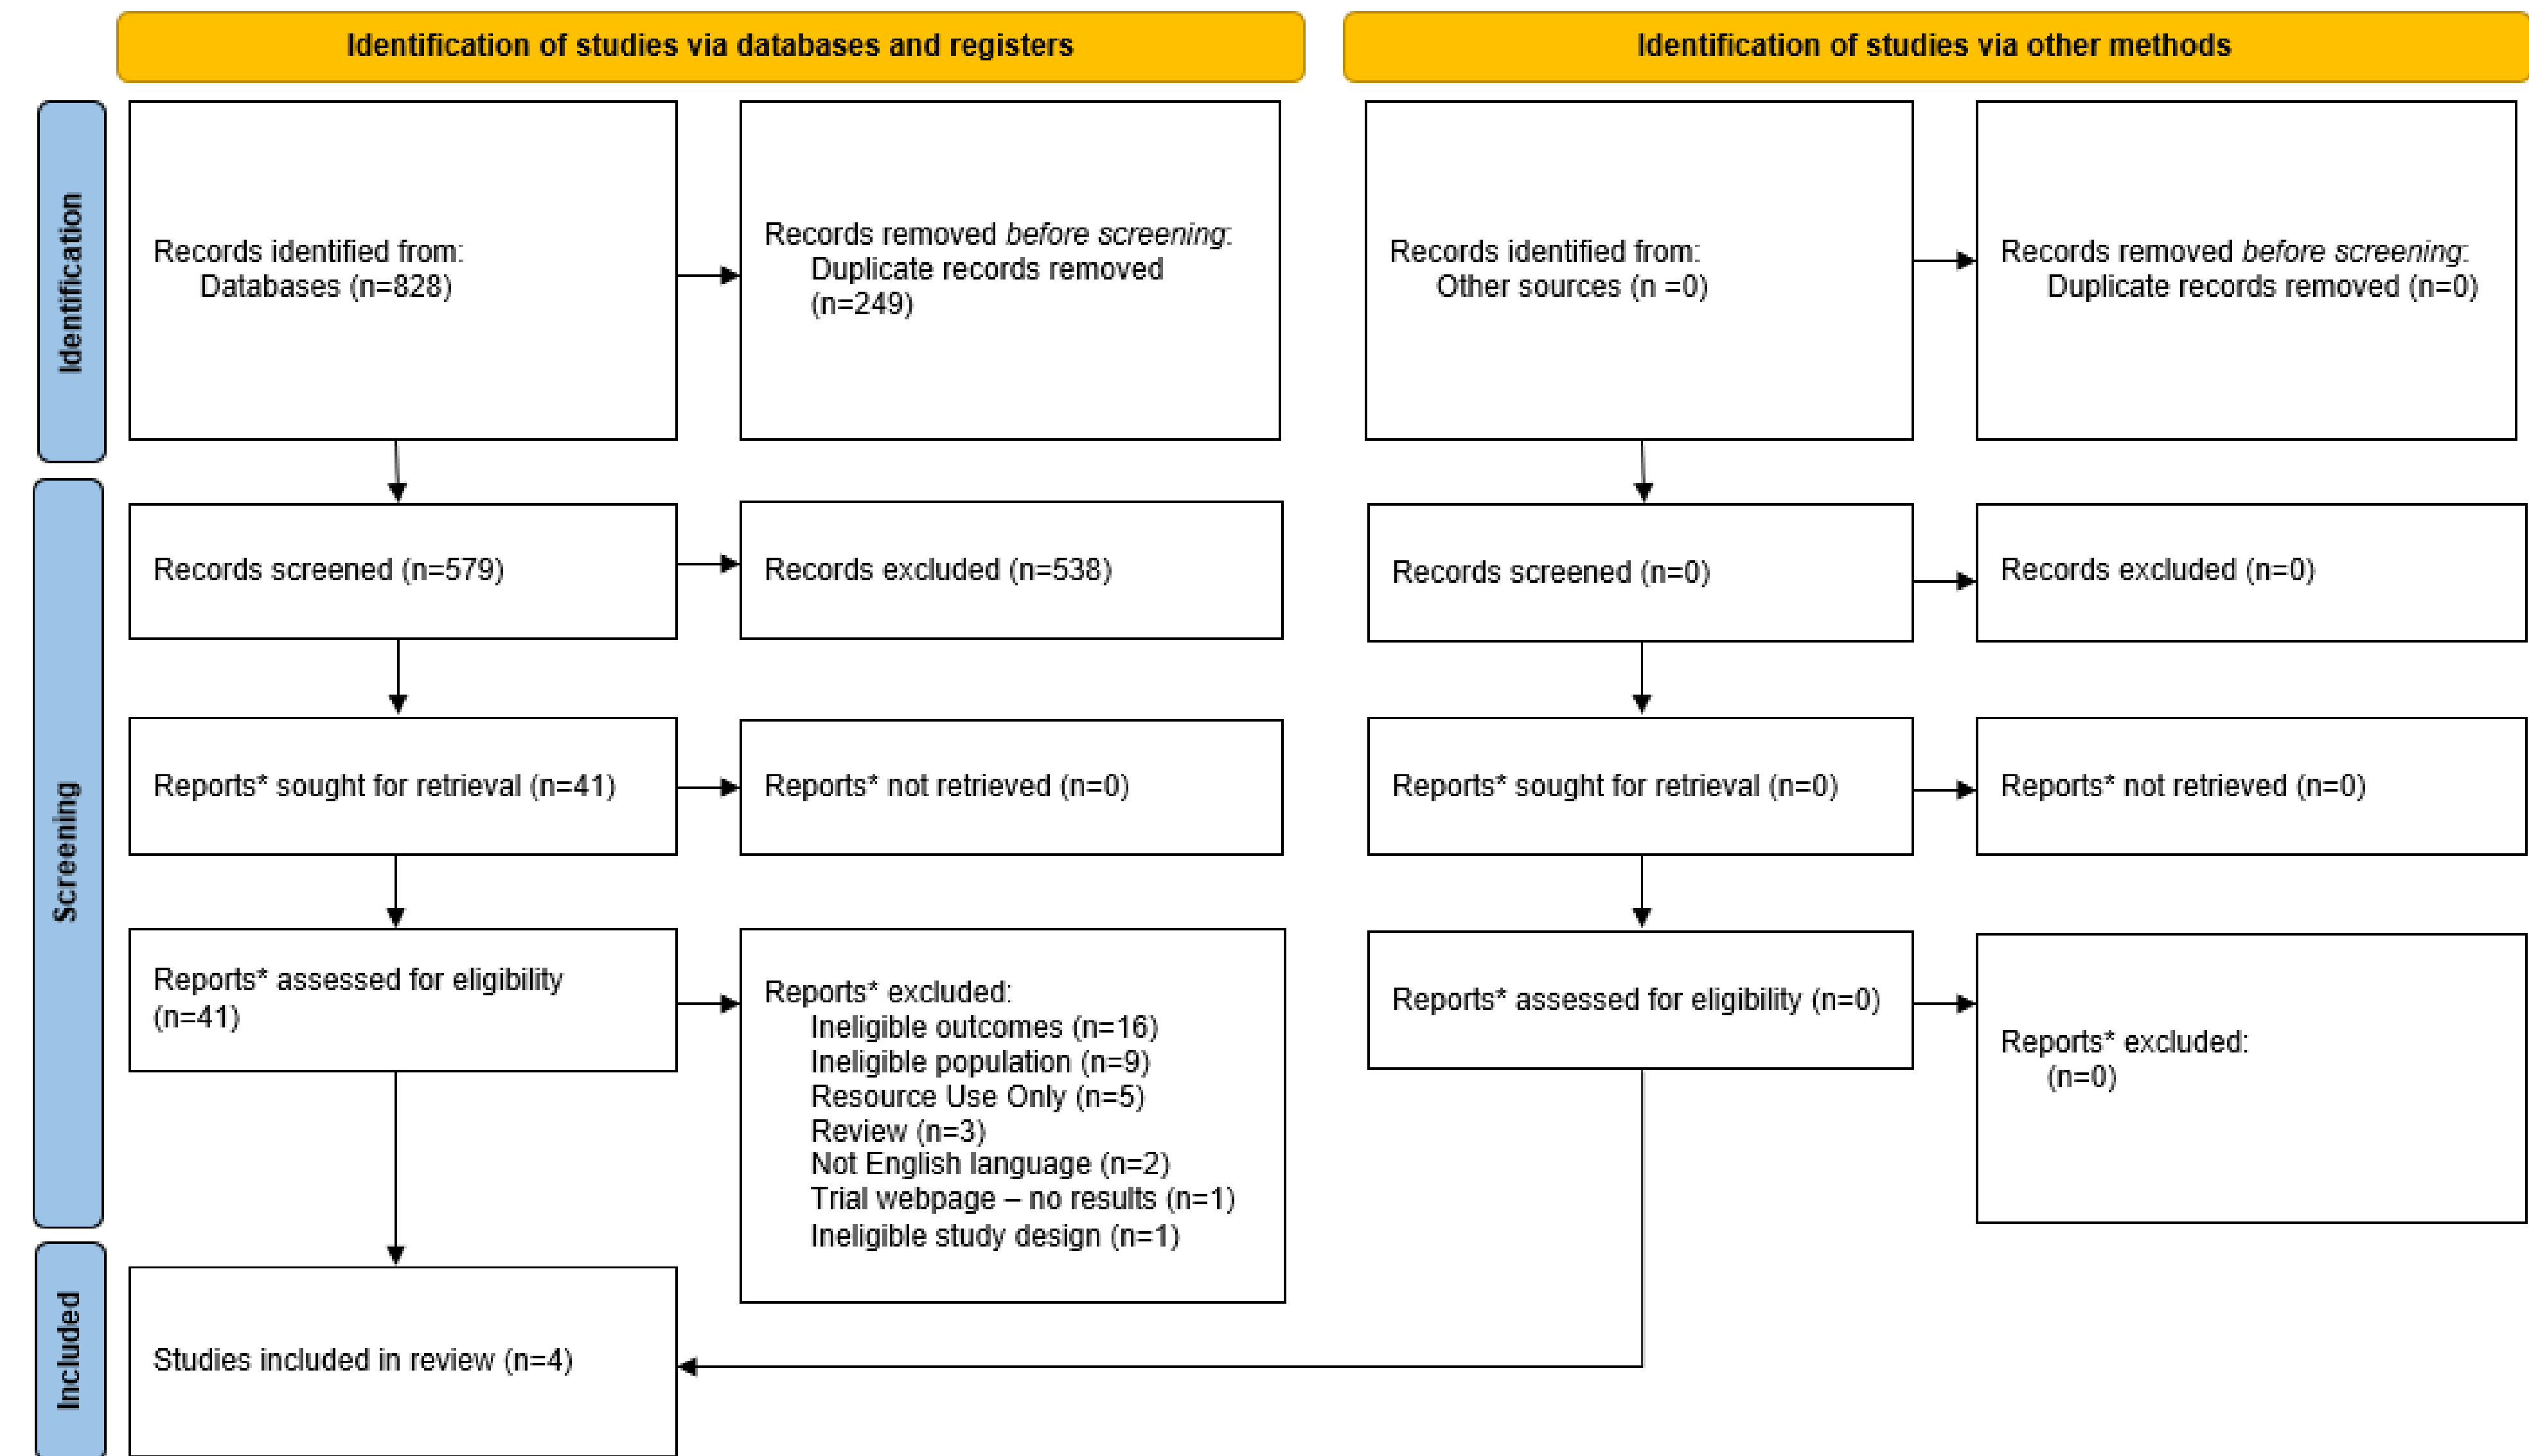 Identification of studies via databases and registers
Identification of studies via other methods
Identification
Records identified from:
Databases (n=828)
Records removed before screening:
Duplicate records removed
(n=249)
Records identified from:
Other sources (n =0)
Records removed before screening:
Duplicate records removed (n=0)
Screening
Records screened (n=579)
Records excluded (n=538)
Records screened (n=0)
Records excluded (n=0)
Reports* sought for retrieval (n=41)
Reports* not retrieved (n=0)
Reports* sought for retrieval (n=0)
Reports* not retrieved (n=0)
Reports* assessed for eligibility
(n=41)
Reports* excluded:
Ineligible outcomes (n=16)
Ineligible population (n=9)
Resource Use Only (n=5)
Review (n=3)
Not English language (n=2)
Trial webpage – no results (n=1)
Ineligible study design (n=1)
Reports* assessed for eligibility (n=0)
Reports* excluded:
(n=0)
Included
Studies included in review (n=4)